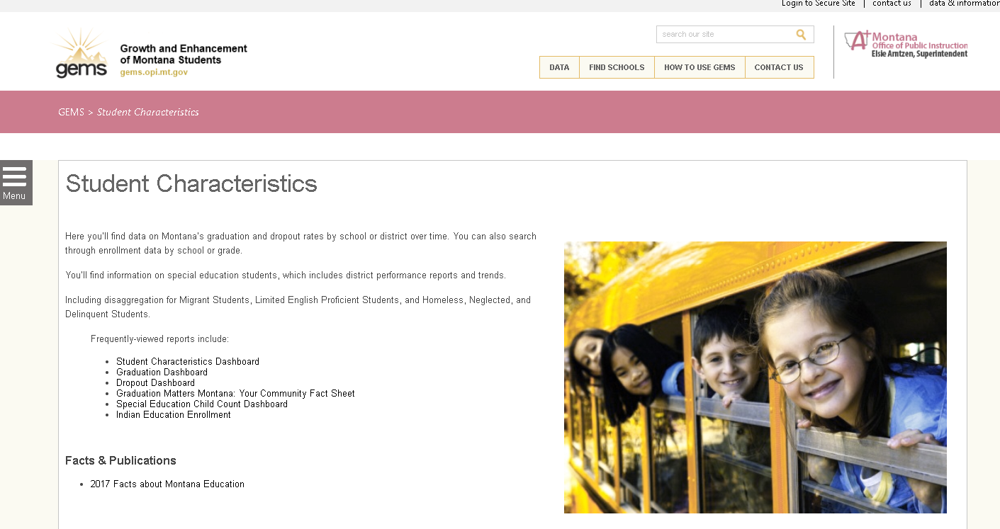 Login to Secure Site | contact us | data & information
gems
Growth and Enhancement
of Montana Students
gems.opi.mt.gov
search our site
DATA
FIND SCHOOLS
HOW TO USE GEMS
CONTACT US
A+ Montana
Office of Public Instruction
Elsie Arntzen, Superintendent
GEMS > Student Characteristics
Menu
Student Characteristics
Here you'll find data on Montana's graduation and dropout rates by school or district over time. You can also search
through enrollment data by school or grade.
You'll find information on special education students, which includes district performance reports and trends.
Including disaggregation for Migrant Students, Limited English Proficient Students, and Homeless, Neglected, and
Delinquent Students.
Frequently-viewed reports include:
• Student Characteristics Dashboard
• Graduation Dashboard
• Dropout Dashboard
• Graduation Matters Montana: Your Community Fact Sheet
• Special Education Child Count Dashboard
• Indian Education Enrollment
Facts & Publications
• 2017 Facts about Montana Education